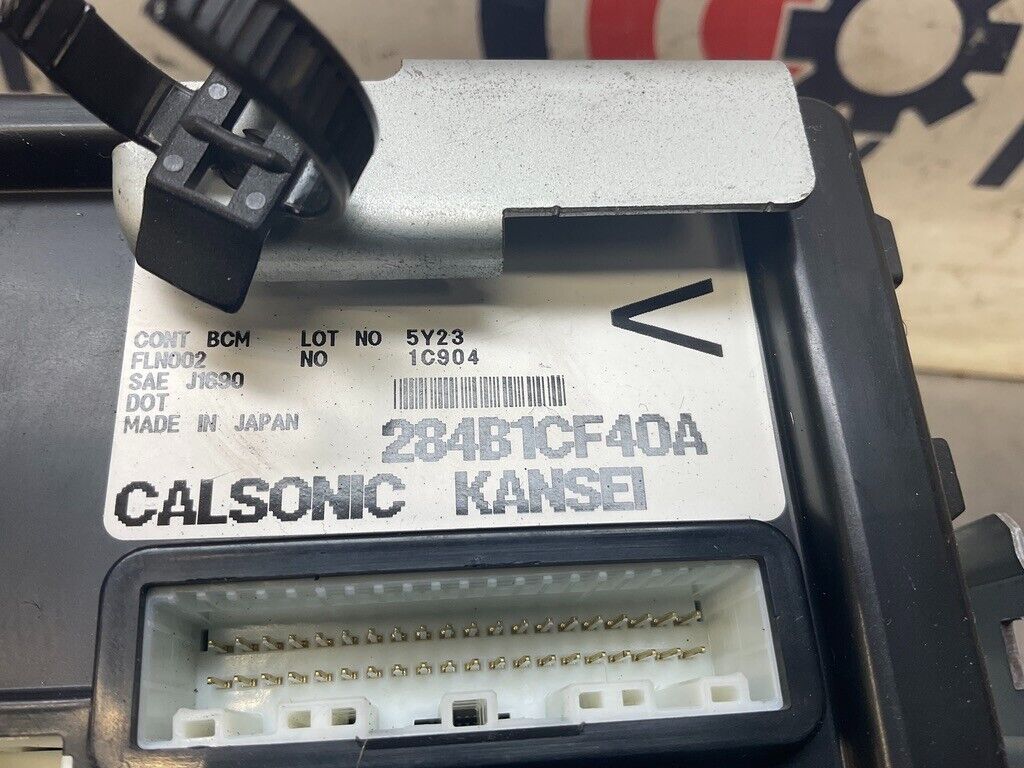 CONT BCM LOT NO 5Y23
FLN002 NO 1C904
SAE J1690
DOT
MADE IN JAPAN
284B1CF40A
CALSONIC KANSEI